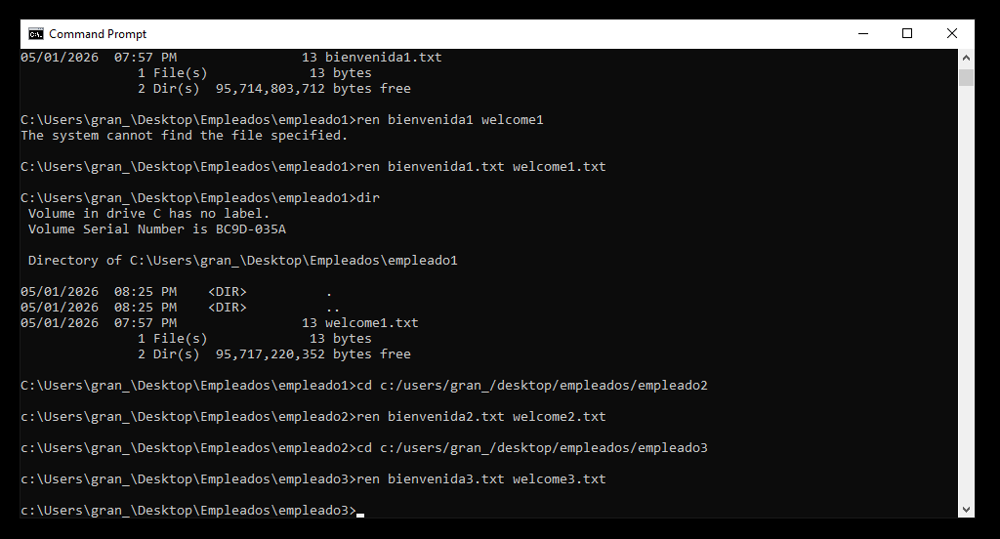 Command Prompt
05/01/2026  07:57 PM                13 bienvenida1.txt
               1 File(s)             13 bytes
               2 Dir(s)  95,714,803,712 bytes free
C:\Users\gran_\Desktop\Empleados\empleado1>ren bienvenida1 welcome1
The system cannot find the file specified.
C:\Users\gran_\Desktop\Empleados\empleado1>ren bienvenida1.txt welcome1.txt
C:\Users\gran_\Desktop\Empleados\empleado1>dir
 Volume in drive C has no label.
 Volume Serial Number is BC9D-035A
 Directory of C:\Users\gran_\Desktop\Empleados\empleado1
05/01/2026  08:25 PM    <DIR>          .
05/01/2026  08:25 PM    <DIR>          ..
05/01/2026  07:57 PM                13 welcome1.txt
               1 File(s)             13 bytes
               2 Dir(s)  95,717,220,352 bytes free
C:\Users\gran_\Desktop\Empleados\empleado1>cd c:/users/gran_/desktop/empleados/empleado2
c:\Users\gran_\Desktop\Empleados\empleado2>ren bienvenida2.txt welcome2.txt
c:\Users\gran_\Desktop\Empleados\empleado2>cd c:/users/gran_/desktop/empleados/empleado3
c:\Users\gran_\Desktop\Empleados\empleado3>ren bienvenida3.txt welcome3.txt
c:\Users\gran_\Desktop\Empleados\empleado3>